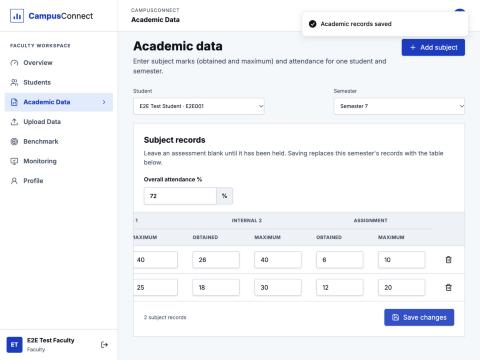 CampusConnect
CAMPUSCONNECT
Academic Data
Academic records saved
FACULTY WORKSPACE
Overview
Students
Academic Data
Upload Data
Benchmark
Monitoring
Profile
Academic data
Add subject
Enter subject marks (obtained and maximum) and attendance for one student and
semester.
Student
Semester
E2E Test Student · E2E001
Semester 7
Subject records
Leave an assessment blank until it has been held. Saving replaces this semester's records with the table
below.
Overall attendance %
72 %
1 INTERNAL 2 ASSIGNMENT
MAXIMUM OBTAINED MAXIMUM OBTAINED MAXIMUM
40 26 40 6 10
25 18 30 12 20
2 subject records
Save changes
ET
E2E Test Faculty
Faculty